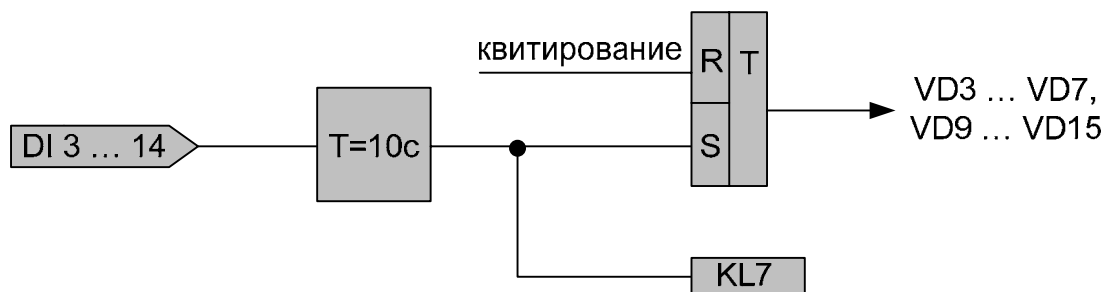 квитирование
R T
VD3 ... VD7,
VD9 ... VD15
DI 3 ... 14
T=10c
S
KL7